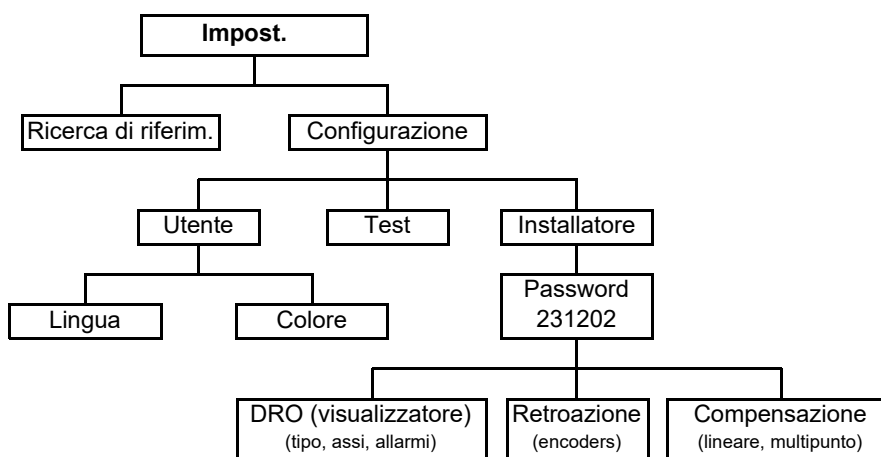 Impost.
Ricerca di riferim.
Configurazione
Utente
Test
Installatore
Lingua
Colore
Password
231202
DRO (visualizzatore)
(tipo, assi, allarmi)
Retroazione
(encoders)
Compensazione
(lineare, multipunto)